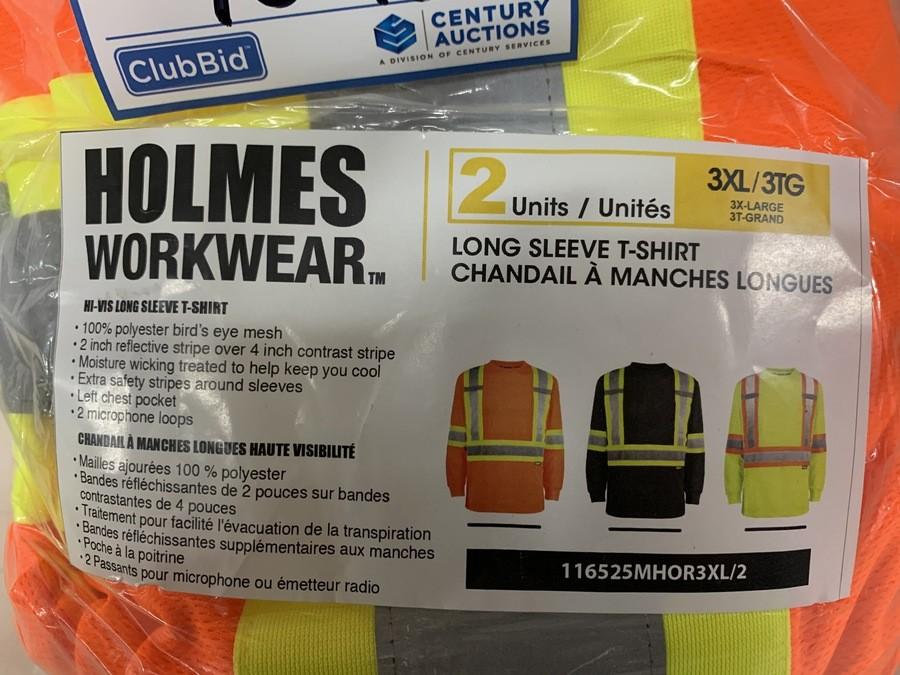 ClubBid™
CENTURY
AUCTIONS
A DIVISION OF CENTURY SERVICES
HOLMES
WORKWEAR™
HI-VIS LONG SLEEVE T-SHIRT
• 100% polyester bird's eye mesh
• 2 inch reflective stripe over 4 inch contrast stripe
• Moisture wicking treated to help keep you cool
• Extra safety stripes around sleeves
• Left chest pocket
• 2 microphone loops
CHANDAIL À MANCHES LONGUES HAUTE VISIBILITÉ
• Mailles ajourées 100 % polyester
• Bandes réfléchissantes de 2 pouces sur bandes
contrastantes de 4 pouces
• Traitement pour facilité l'évacuation de la transpiration
• Bandes réfléchissantes supplémentaires aux manches
• Poche à la poitrine
• 2 Passants pour microphone ou émetteur radio
2 Units / Unités
3XL/3TG
3X-LARGE
3T-GRAND
LONG SLEEVE T-SHIRT
CHANDAIL À MANCHES LONGUES
116525MHOR3XL/2